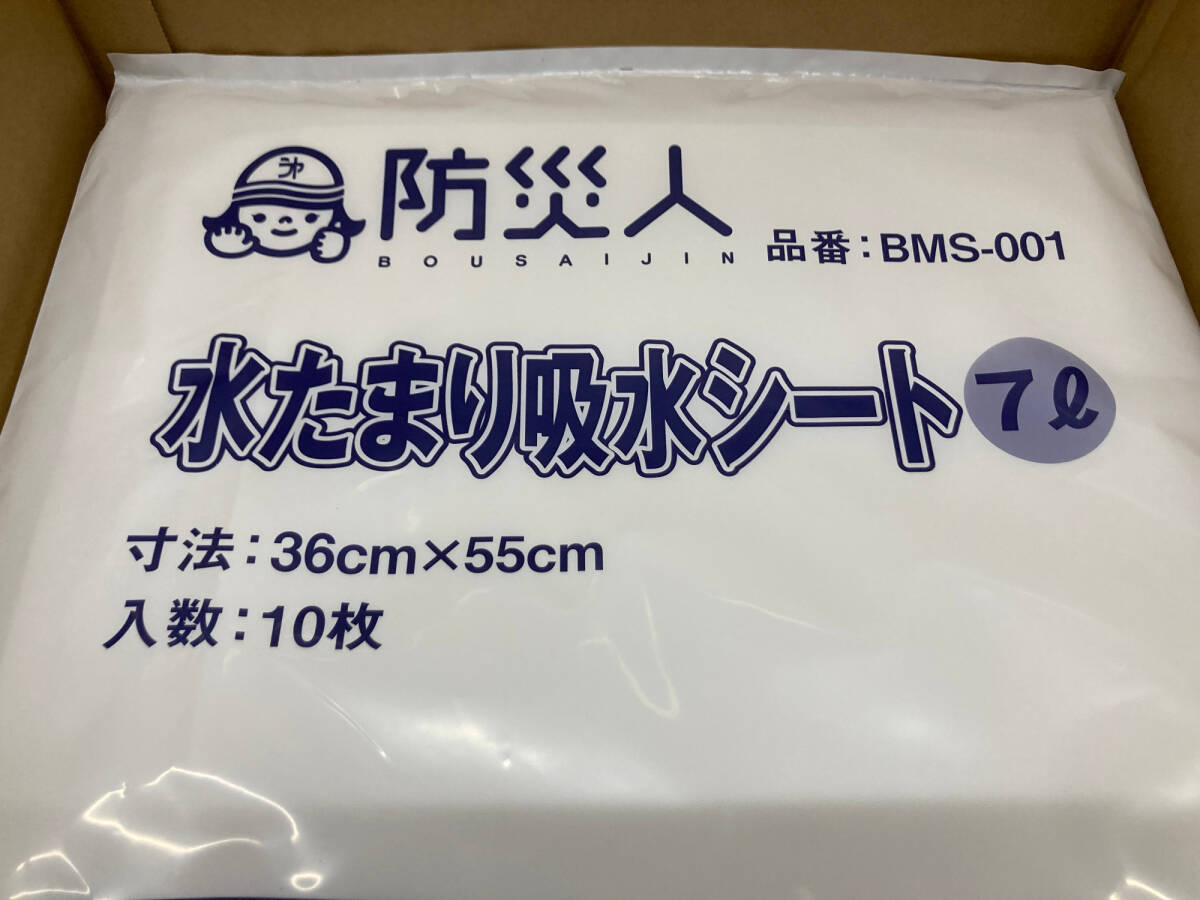 防災人
BOUSAIJIN
品番：BMS-001
水たまり吸水シート 7ℓ
寸法：36cm×55cm
入数：10枚